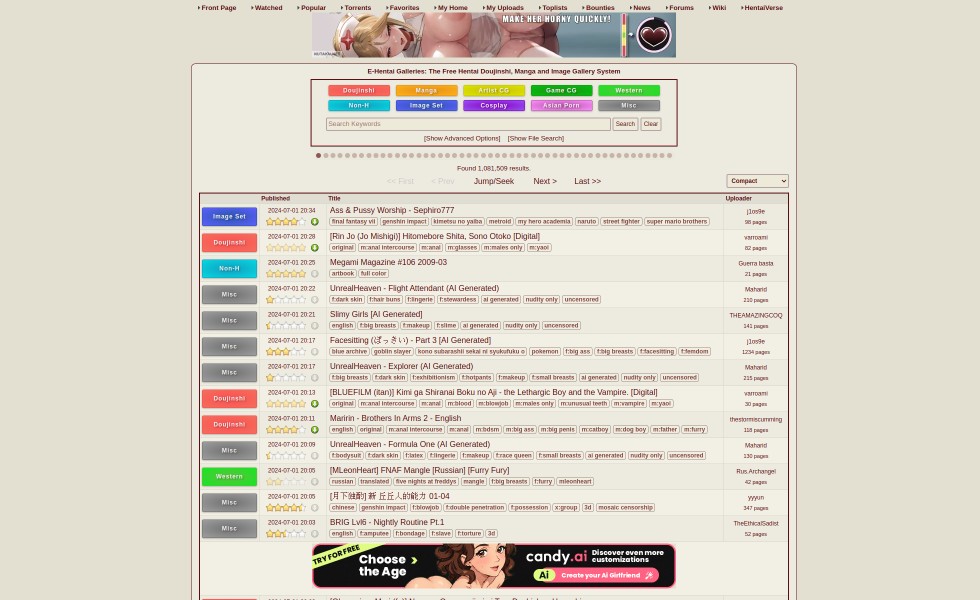 Front Page Watched Popular Torrents Favorites My Home My Uploads Toplists Bounties News Forums Wiki HentaiVerse
MAKE HER HORNY QUICKLY!
E-Hentai Galleries: The Free Hentai Doujinshi, Manga and Image Gallery System
Doujinshi Manga Artist CG Game CG Western
Non-H Image Set Cosplay Asian Porn Misc
Search Keywords Search Clear
[Show Advanced Options] [Show File Search]
Found 1,081,509 results.
<< First < Prev Jump/Seek Next > Last >> Compact
Published Title Uploader
Image Set 2024-07-01 20:34 Ass & Pussy Worship - Sephiro777 j1os9e
final fantasy vii genshin impact kimetsu no yaiba metroid my hero academia naruto street fighter super mario brothers 98 pages
Doujinshi 2024-07-01 20:28 [Rin Jo (Jo Mishigi)] Hitomebore Shita, Sono Otoko [Digital] varroami
original m:anal intercourse m:anal m:glasses m:males only m:yaoi 82 pages
Non-H 2024-07-01 20:25 Megami Magazine #106 2009-03 Guerra basta
artbook full color 21 pages
Misc 2024-07-01 20:22 UnrealHeaven - Flight Attendant (AI Generated) Maharid
f:dark skin f:hair buns f:lingerie f:stewardess ai generated nudity only uncensored 210 pages
Misc 2024-07-01 20:21 Slimy Girls [AI Generated] THEAMAZINGCOQ
english f:big breasts f:makeup f:slime ai generated nudity only uncensored 141 pages
Misc 2024-07-01 20:17 Facesitting (ぼっきい) - Part 3 [AI Generated] j1os9e
blue archive goblin slayer kono subarashii sekai ni syukufuku o pokemon f:big ass f:big breasts f:facesitting f:femdom 1234 pages
Misc 2024-07-01 20:17 UnrealHeaven - Explorer (AI Generated) Maharid
f:big breasts f:dark skin f:exhibitionism f:hotpants f:makeup f:small breasts ai generated nudity only uncensored 215 pages
Doujinshi 2024-07-01 20:13 [BLUEFILM (itan)] Kimi ga Shiranai Boku no Aji - the Lethargic Boy and the Vampire. [Digital] varroami
original m:anal intercourse m:anal m:blood m:blowjob m:males only m:unusual teeth m:vampire m:yaoi 30 pages
Doujinshi 2024-07-01 20:11 Maririn - Brothers In Arms 2 - English thestormiscumming
english original m:anal intercourse m:anal m:bdsm m:big ass m:big penis m:catboy m:dog boy m:father m:furry 118 pages
Misc 2024-07-01 20:09 UnrealHeaven - Formula One (AI Generated) Maharid
f:bodysuit f:dark skin f:latex f:lingerie f:makeup f:race queen f:small breasts ai generated nudity only uncensored 130 pages
Western 2024-07-01 20:05 [MLeonHeart] FNAF Mangle [Russian] [Furry Fury] Rus.Archangel
russian translated five nights at freddys mangle f:big breasts f:furry mleonheart 42 pages
Misc 2024-07-01 20:05 [月下独酌] 新 丘丘人的能力 01-04 yyyun
chinese genshin impact f:blowjob f:double penetration f:possession x:group 3d mosaic censorship 347 pages
Misc 2024-07-01 20:03 BRIG Lvl6 - Nightly Routine Pt.1 TheEthicalSadist
english f:amputee f:bondage f:slave f:torture 3d 52 pages
TRY FOR FREE Choose the Age candy.ai Discover even more customizations
Ai Create your Ai Girlfriend